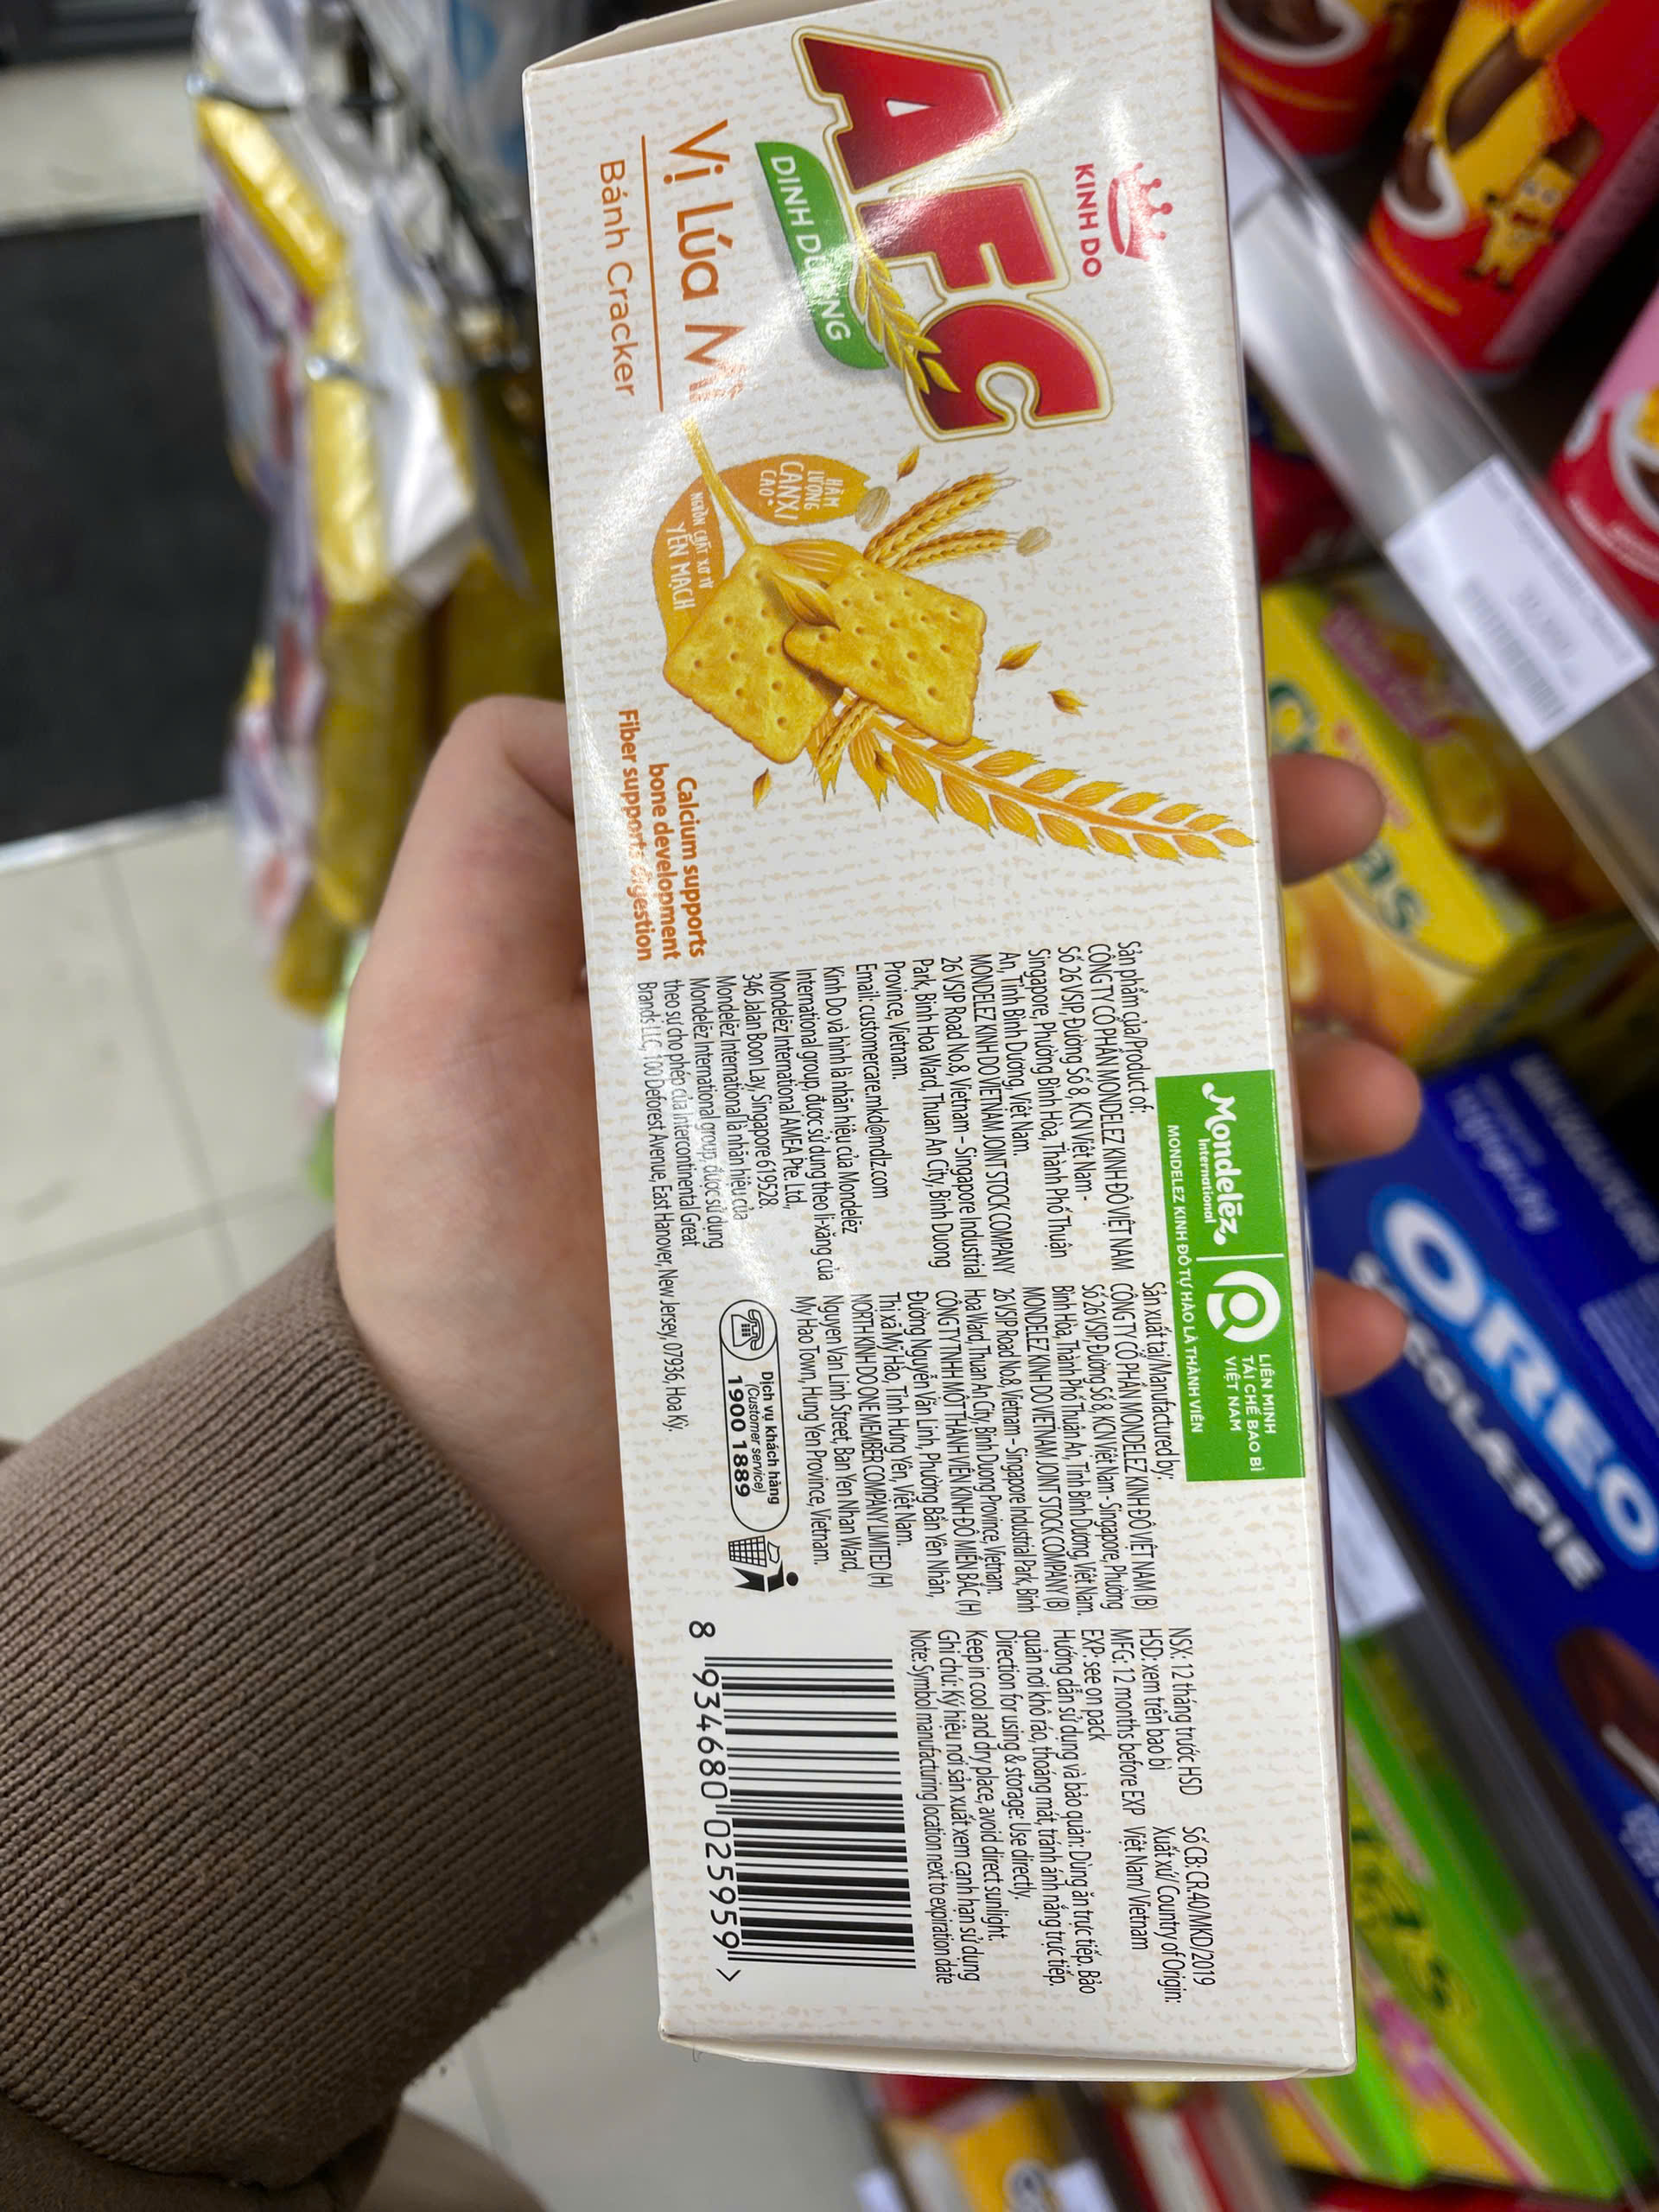 KINH DO
AFC
DINH DƯỠNG
Vị Lúa Mì
Bánh Cracker
HÀM
LƯỢNG
CANXI
CAO*
NGUỒN CHẤT XƠ TỪ
YẾN MẠCH
Calcium supports
bone development
Fiber supports digestion
Mondelēz
International
LIÊN MINH
TÁI CHẾ BAO BÌ
VIỆT NAM
MONDELEZ KINH ĐÔ TỰ HÀO LÀ THÀNH VIÊN
Sản phẩm của/Product of:
CÔNG TY CỔ PHẦN MONDELEZ KINH ĐÔ VIỆT NAM
Số 26 VSIP, Đường Số 8, KCN Việt Nam -
Singapore, Phường Bình Hòa, Thành Phố Thuận
An, Tỉnh Bình Dương, Việt Nam.
MONDELEZ KINH DO VIETNAM JOINT STOCK COMPANY
26 VSIP Road No.8, Vietnam – Singapore Industrial
Park, Binh Hoa Ward, Thuan An City, Binh Duong
Province, Vietnam.
Email: customercare.mkd@mdlz.com
Kinh Do và hình là nhãn hiệu của Mondelēz
International group, được sử dụng theo li-xăng của
Mondelēz International AMEA Pte. Ltd.,
346 Jalan Boon Lay, Singapore 619528.
Mondelēz International là nhãn hiệu của
Mondelēz International group, được sử dụng
theo sự cho phép của Intercontinental Great
Brands LLC, 100 Deforest Avenue, East Hanover, New Jersey, 07936, Hoa Kỳ.
Sản xuất tại/Manufactured by:
CÔNG TY CỔ PHẦN MONDELEZ KINH ĐÔ VIỆT NAM (B)
Số 26 VSIP, Đường Số 8, KCN Việt Nam - Singapore, Phường
Bình Hòa, Thành Phố Thuận An, Tỉnh Bình Dương, Việt Nam.
MONDELEZ KINH DO VIETNAM JOINT STOCK COMPANY (B)
26 VSIP Road No.8, Vietnam - Singapore Industrial Park, Binh
Hoa Ward, Thuan An City, Binh Duong Province, Vietnam.
CÔNG TY TNHH MỘT THÀNH VIÊN KINH ĐÔ MIỀN BẮC (H)
Đường Nguyễn Văn Linh, Phường Bần Yên Nhân,
Thị xã Mỹ Hào, Tỉnh Hưng Yên, Việt Nam.
NORTH KINH DO ONE MEMBER COMPANY LIMITED (H)
Nguyen Van Linh Street, Ban Yen Nhan Ward,
My Hao Town, Hung Yen Province, Vietnam.
Dịch vụ khách hàng
(Customer service)
1900 1889
NSX: 12 tháng trước HSD
HSD: xem trên bao bì
MFG: 12 months before EXP
EXP: see on pack
Số CB: CR 40/MKD/2019
Xuất xứ/ Country of Origin:
Việt Nam/ Vietnam
Hướng dẫn sử dụng và bảo quản: Dùng ăn trực tiếp. Bảo
quản nơi khô ráo, thoáng mát, tránh ánh nắng trực tiếp.
Direction for using & storage: Use directly.
Keep in cool and dry place, avoid direct sunlight.
Ghi chú: Ký hiệu nơi sản xuất xem cạnh hạn sử dụng
Note: Symbol manufacturing location next to expiration date
8 934680 025959 >
OREO